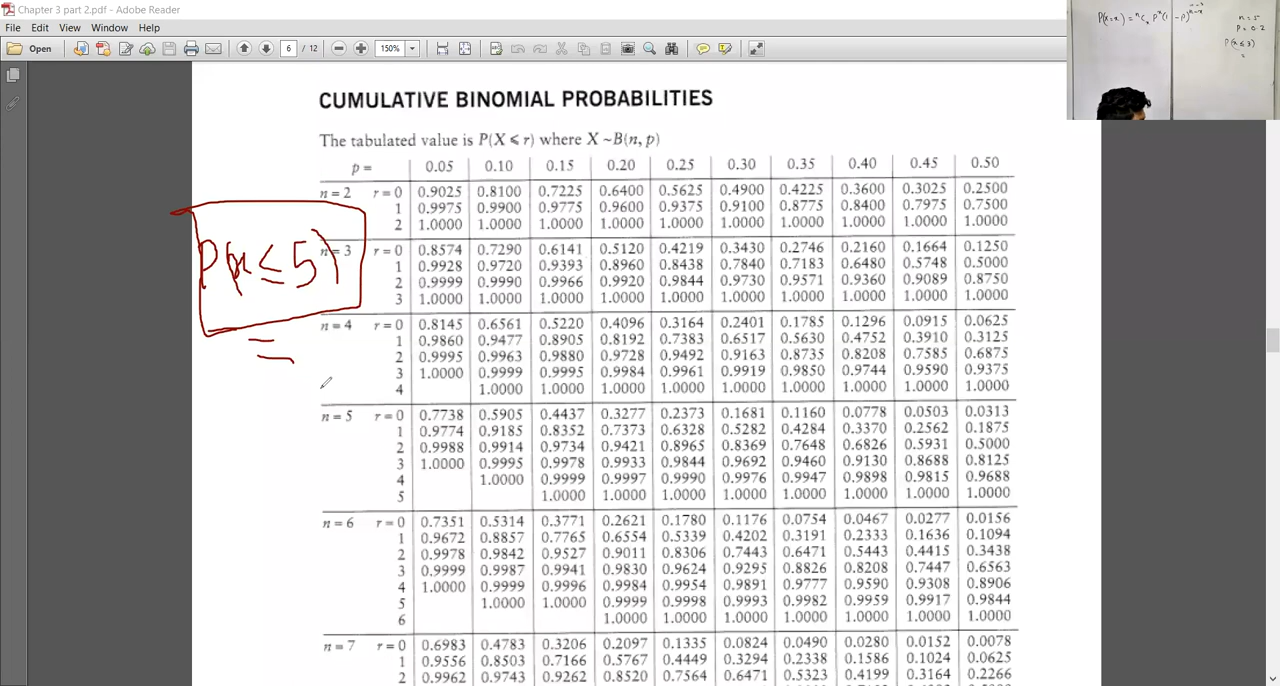 Chapter 3 part 2.pdf - Adobe Reader
File Edit View Window Help
Open 6 / 12 150%
P(X=x) = ⁿCₓ pˣ(1-p)ⁿ⁻ˣ
n = 5
P = 0.2
P(x ≤ 3)
=
CUMULATIVE BINOMIAL PROBABILITIES
The tabulated value is P(X ⩽ r) where X ~B(n, p)
p = 0.05 0.10 0.15 0.20 0.25 0.30 0.35 0.40 0.45 0.50
n = 2 r = 0 0.9025 0.8100 0.7225 0.6400 0.5625 0.4900 0.4225 0.3600 0.3025 0.2500
1 0.9975 0.9900 0.9775 0.9600 0.9375 0.9100 0.8775 0.8400 0.7975 0.7500
2 1.0000 1.0000 1.0000 1.0000 1.0000 1.0000 1.0000 1.0000 1.0000 1.0000
n = 3 r = 0 0.8574 0.7290 0.6141 0.5120 0.4219 0.3430 0.2746 0.2160 0.1664 0.1250
1 0.9928 0.9720 0.9393 0.8960 0.8438 0.7840 0.7183 0.6480 0.5748 0.5000
P(x ≤ 5)
2 0.9999 0.9990 0.9966 0.9920 0.9844 0.9730 0.9571 0.9360 0.9089 0.8750
3 1.0000 1.0000 1.0000 1.0000 1.0000 1.0000 1.0000 1.0000 1.0000 1.0000
n = 4 r = 0 0.8145 0.6561 0.5220 0.4096 0.3164 0.2401 0.1785 0.1296 0.0915 0.0625
1 0.9860 0.9477 0.8905 0.8192 0.7383 0.6517 0.5630 0.4752 0.3910 0.3125
=
2 0.9995 0.9963 0.9880 0.9728 0.9492 0.9163 0.8735 0.8208 0.7585 0.6875
3 1.0000 0.9999 0.9995 0.9984 0.9961 0.9919 0.9850 0.9744 0.9590 0.9375
4 1.0000 1.0000 1.0000 1.0000 1.0000 1.0000 1.0000 1.0000 1.0000
n = 5 r = 0 0.7738 0.5905 0.4437 0.3277 0.2373 0.1681 0.1160 0.0778 0.0503 0.0313
1 0.9774 0.9185 0.8352 0.7373 0.6328 0.5282 0.4284 0.3370 0.2562 0.1875
2 0.9988 0.9914 0.9734 0.9421 0.8965 0.8369 0.7648 0.6826 0.5931 0.5000
3 1.0000 0.9995 0.9978 0.9933 0.9844 0.9692 0.9460 0.9130 0.8688 0.8125
4 1.0000 0.9999 0.9997 0.9990 0.9976 0.9947 0.9898 0.9815 0.9688
5 1.0000 1.0000 1.0000 1.0000 1.0000 1.0000 1.0000 1.0000
n = 6 r = 0 0.7351 0.5314 0.3771 0.2621 0.1780 0.1176 0.0754 0.0467 0.0277 0.0156
1 0.9672 0.8857 0.7765 0.6554 0.5339 0.4202 0.3191 0.2333 0.1636 0.1094
2 0.9978 0.9842 0.9527 0.9011 0.8306 0.7443 0.6471 0.5443 0.4415 0.3438
3 0.9999 0.9987 0.9941 0.9830 0.9624 0.9295 0.8826 0.8208 0.7447 0.6563
4 1.0000 0.9999 0.9996 0.9984 0.9954 0.9891 0.9777 0.9590 0.9308 0.8906
5 1.0000 1.0000 0.9999 0.9998 0.9993 0.9982 0.9959 0.9917 0.9844
6 1.0000 1.0000 1.0000 1.0000 1.0000 1.0000 1.0000
n = 7 r = 0 0.6983 0.4783 0.3206 0.2097 0.1335 0.0824 0.0490 0.0280 0.0152 0.0078
1 0.9556 0.8503 0.7166 0.5767 0.4449 0.3294 0.2338 0.1586 0.1024 0.0625
2 0.9962 0.9743 0.9262 0.8520 0.7564 0.6471 0.5323 0.4199 0.3164 0.2266